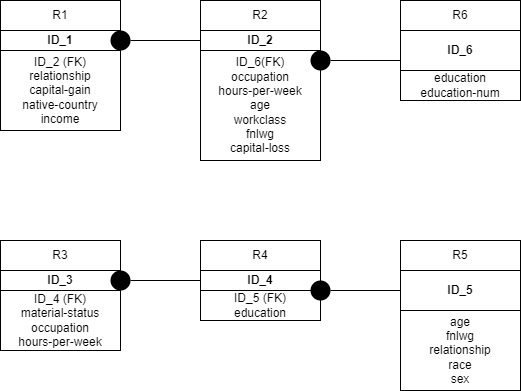 R1
ID_1
ID_2 (FK)
relationship
capital-gain
native-country
income
R2
ID_2
ID_6(FK)
occupation
hours-per-week
age
workclass
fnlwg
capital-loss
R6
ID_6
education
education-num
R3
ID_3
ID_4 (FK)
material-status
occupation
hours-per-week
R4
ID_4
ID_5 (FK)
education
R5
ID_5
age
fnlwg
relationship
race
sex